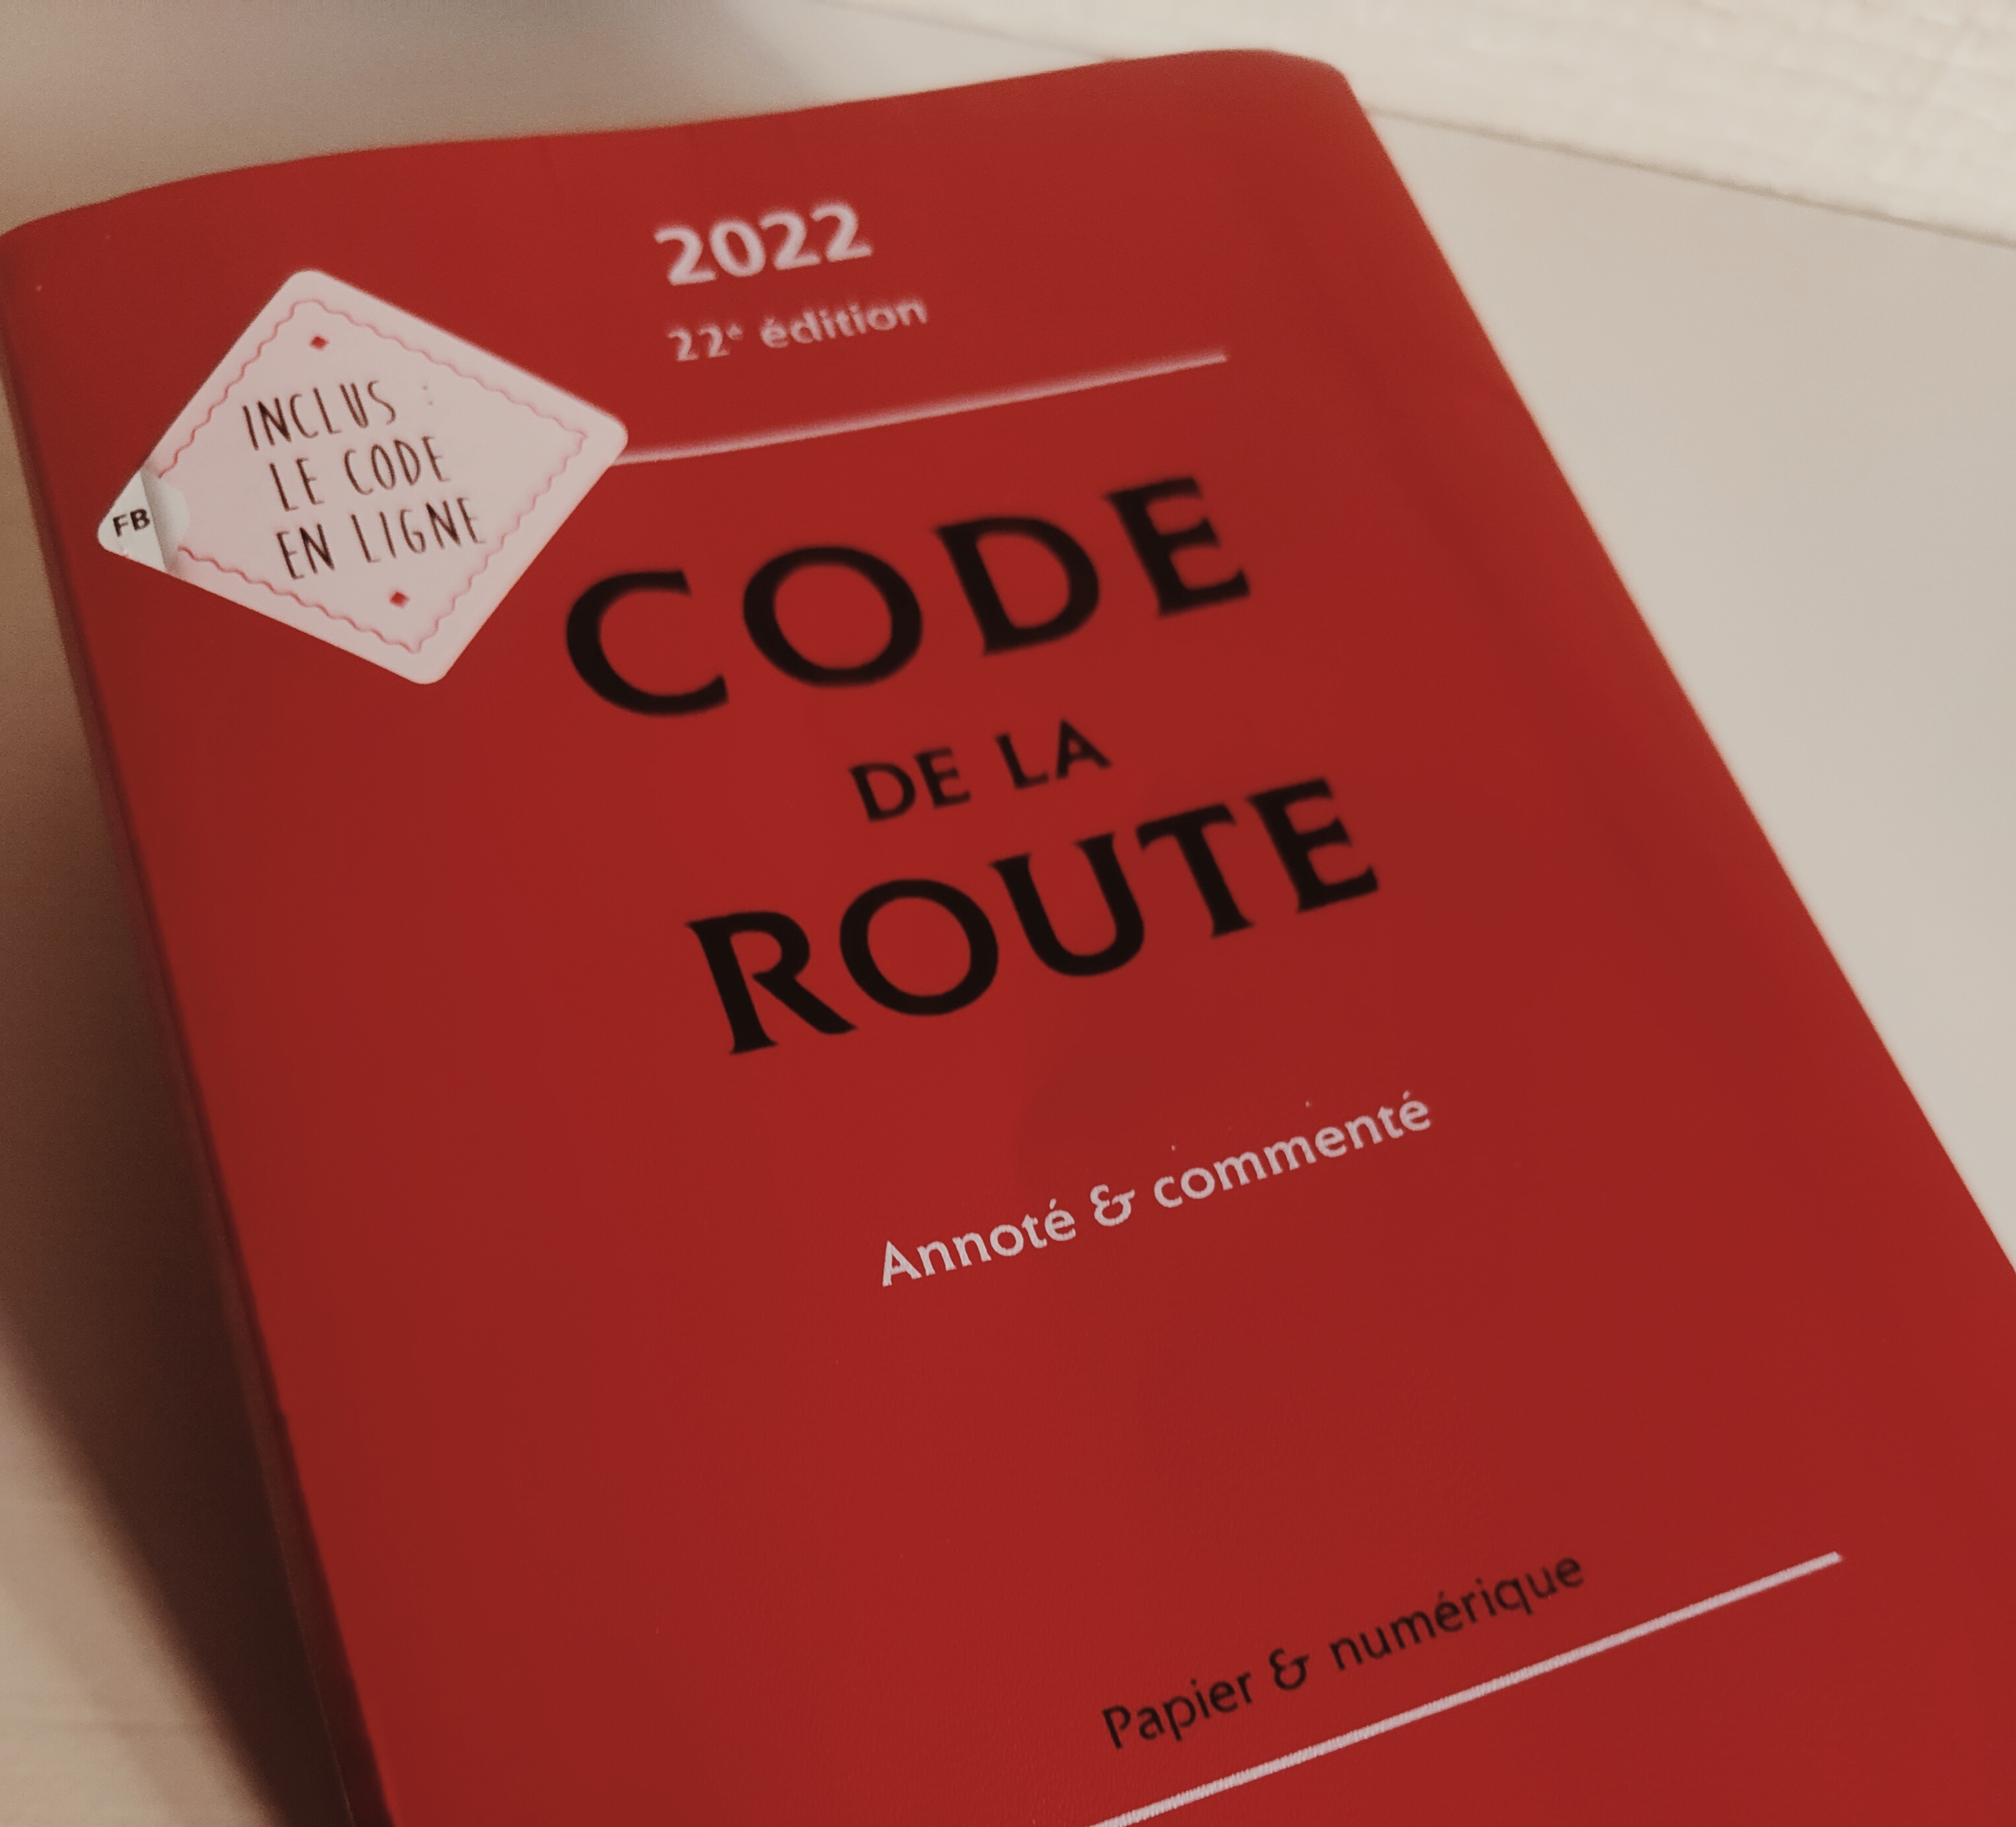 2022
22e édition
INCLUS :
LE CODE
EN LIGNE
FB
CODE
DE LA
ROUTE
Annoté & commenté
Papier & numérique